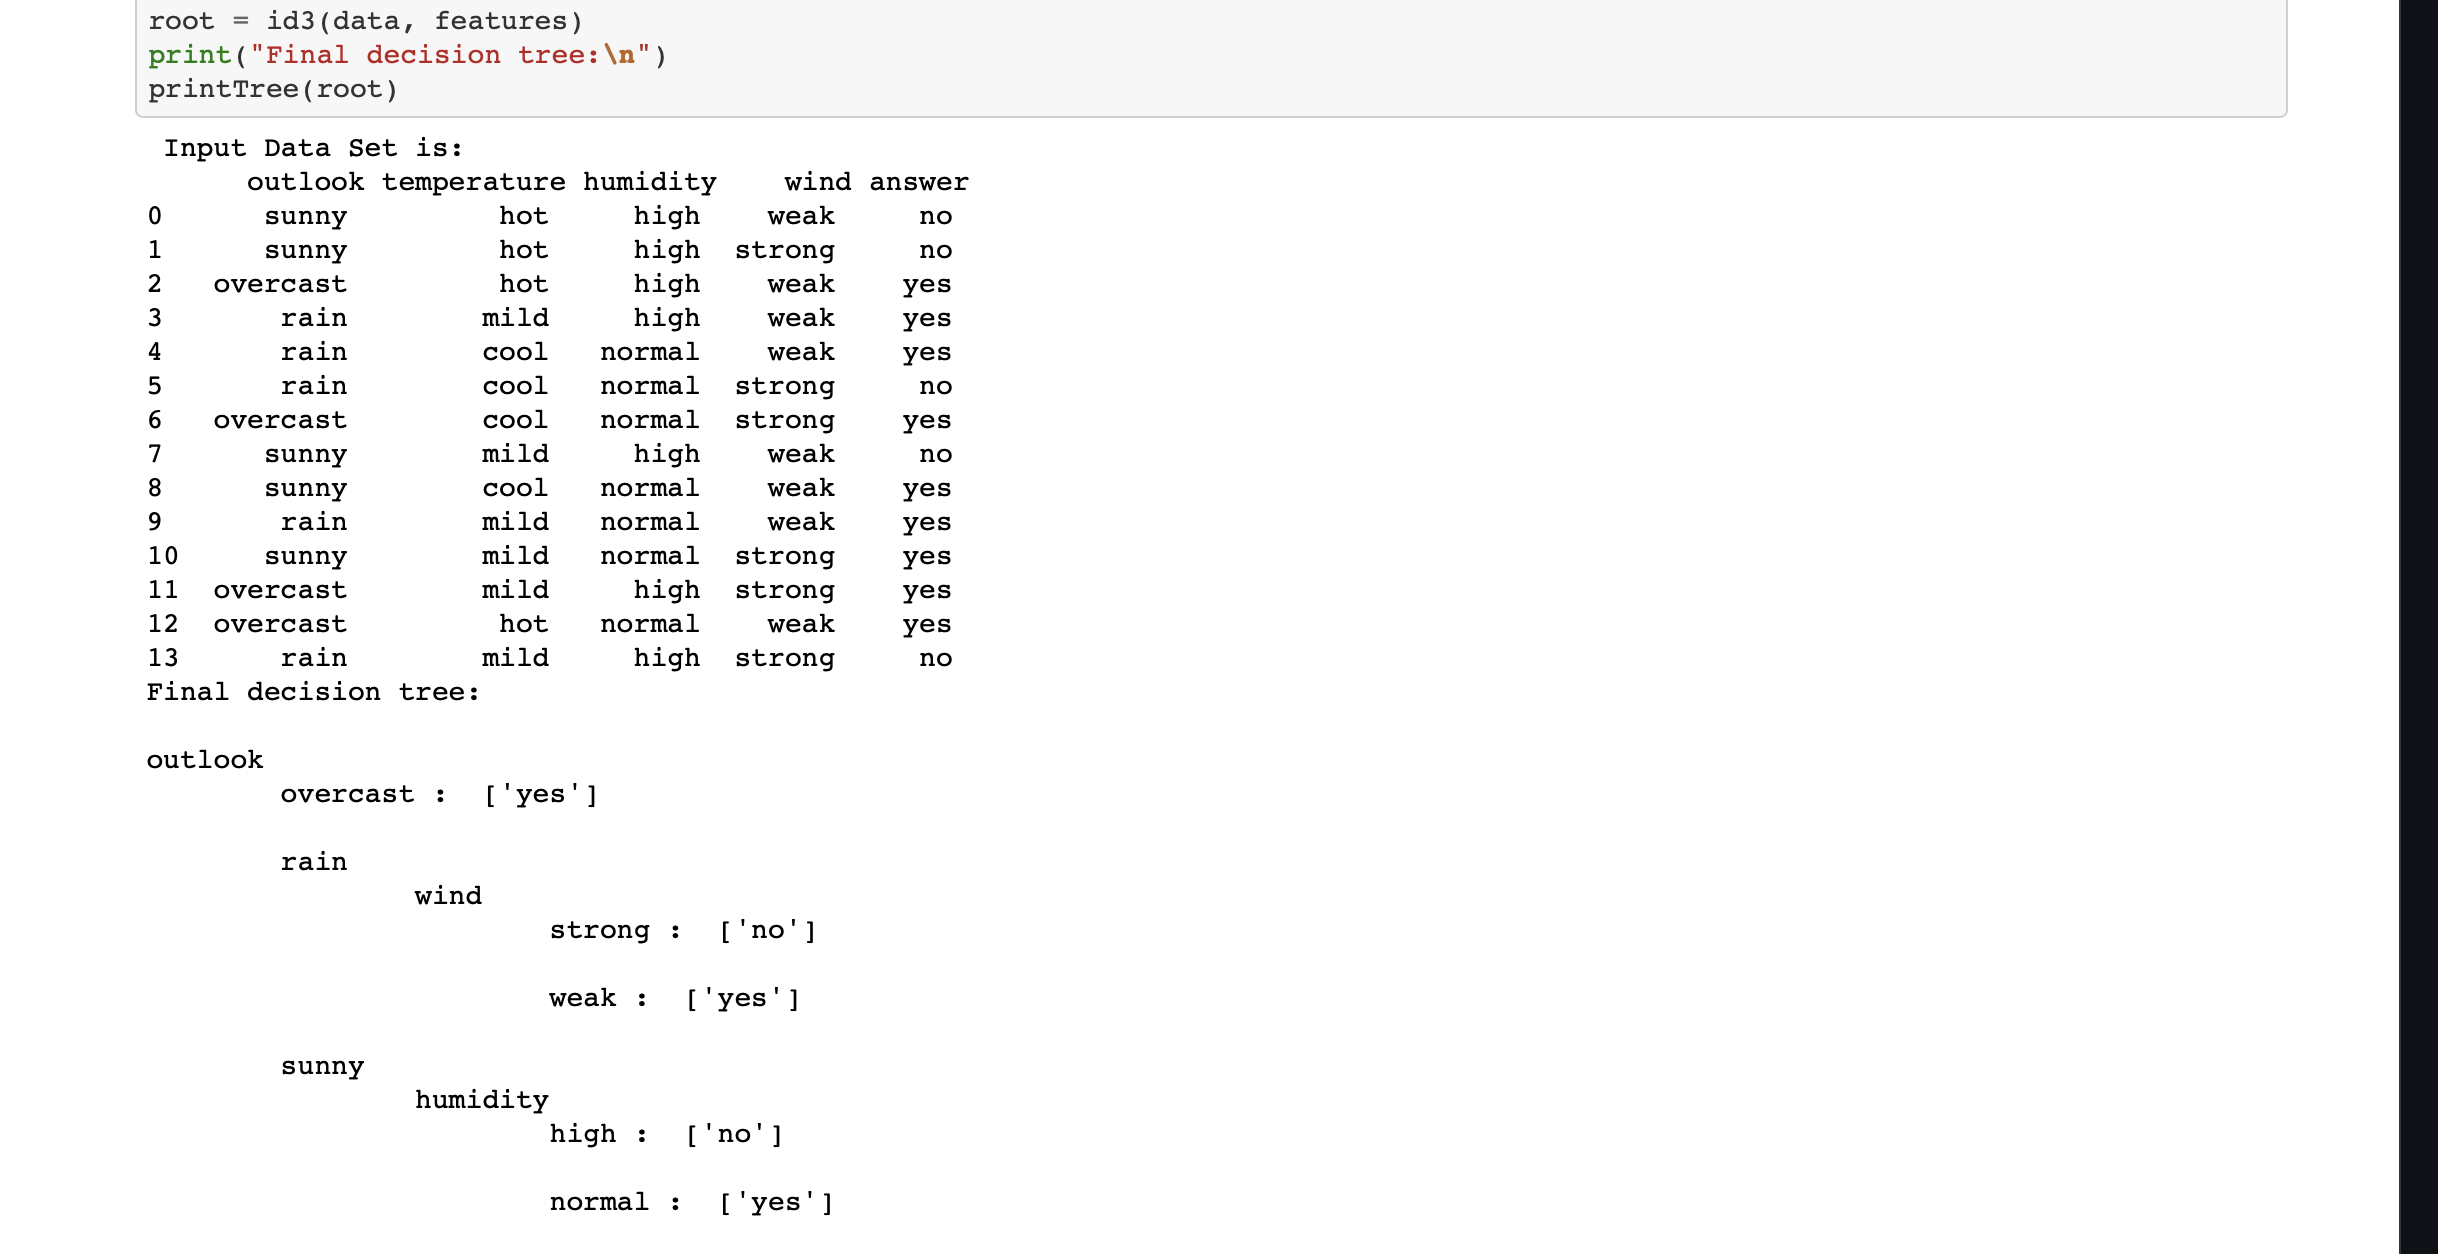 root = id3(data, features)
print("Final decision tree:\n")
printTree(root)
 Input Data Set is:
      outlook temperature humidity    wind answer
0       sunny         hot     high    weak     no
1       sunny         hot     high  strong     no
2    overcast         hot     high    weak    yes
3        rain        mild     high    weak    yes
4        rain        cool   normal    weak    yes
5        rain        cool   normal  strong     no
6    overcast        cool   normal  strong    yes
7       sunny        mild     high    weak     no
8       sunny        cool   normal    weak    yes
9        rain        mild   normal    weak    yes
10      sunny        mild   normal  strong    yes
11   overcast        mild     high  strong    yes
12   overcast         hot   normal    weak    yes
13       rain        mild     high  strong     no
Final decision tree:
outlook
        overcast :  ['yes']
        rain
                wind
                        strong :  ['no']
                        weak :  ['yes']
        sunny
                humidity
                        high :  ['no']
                        normal :  ['yes']